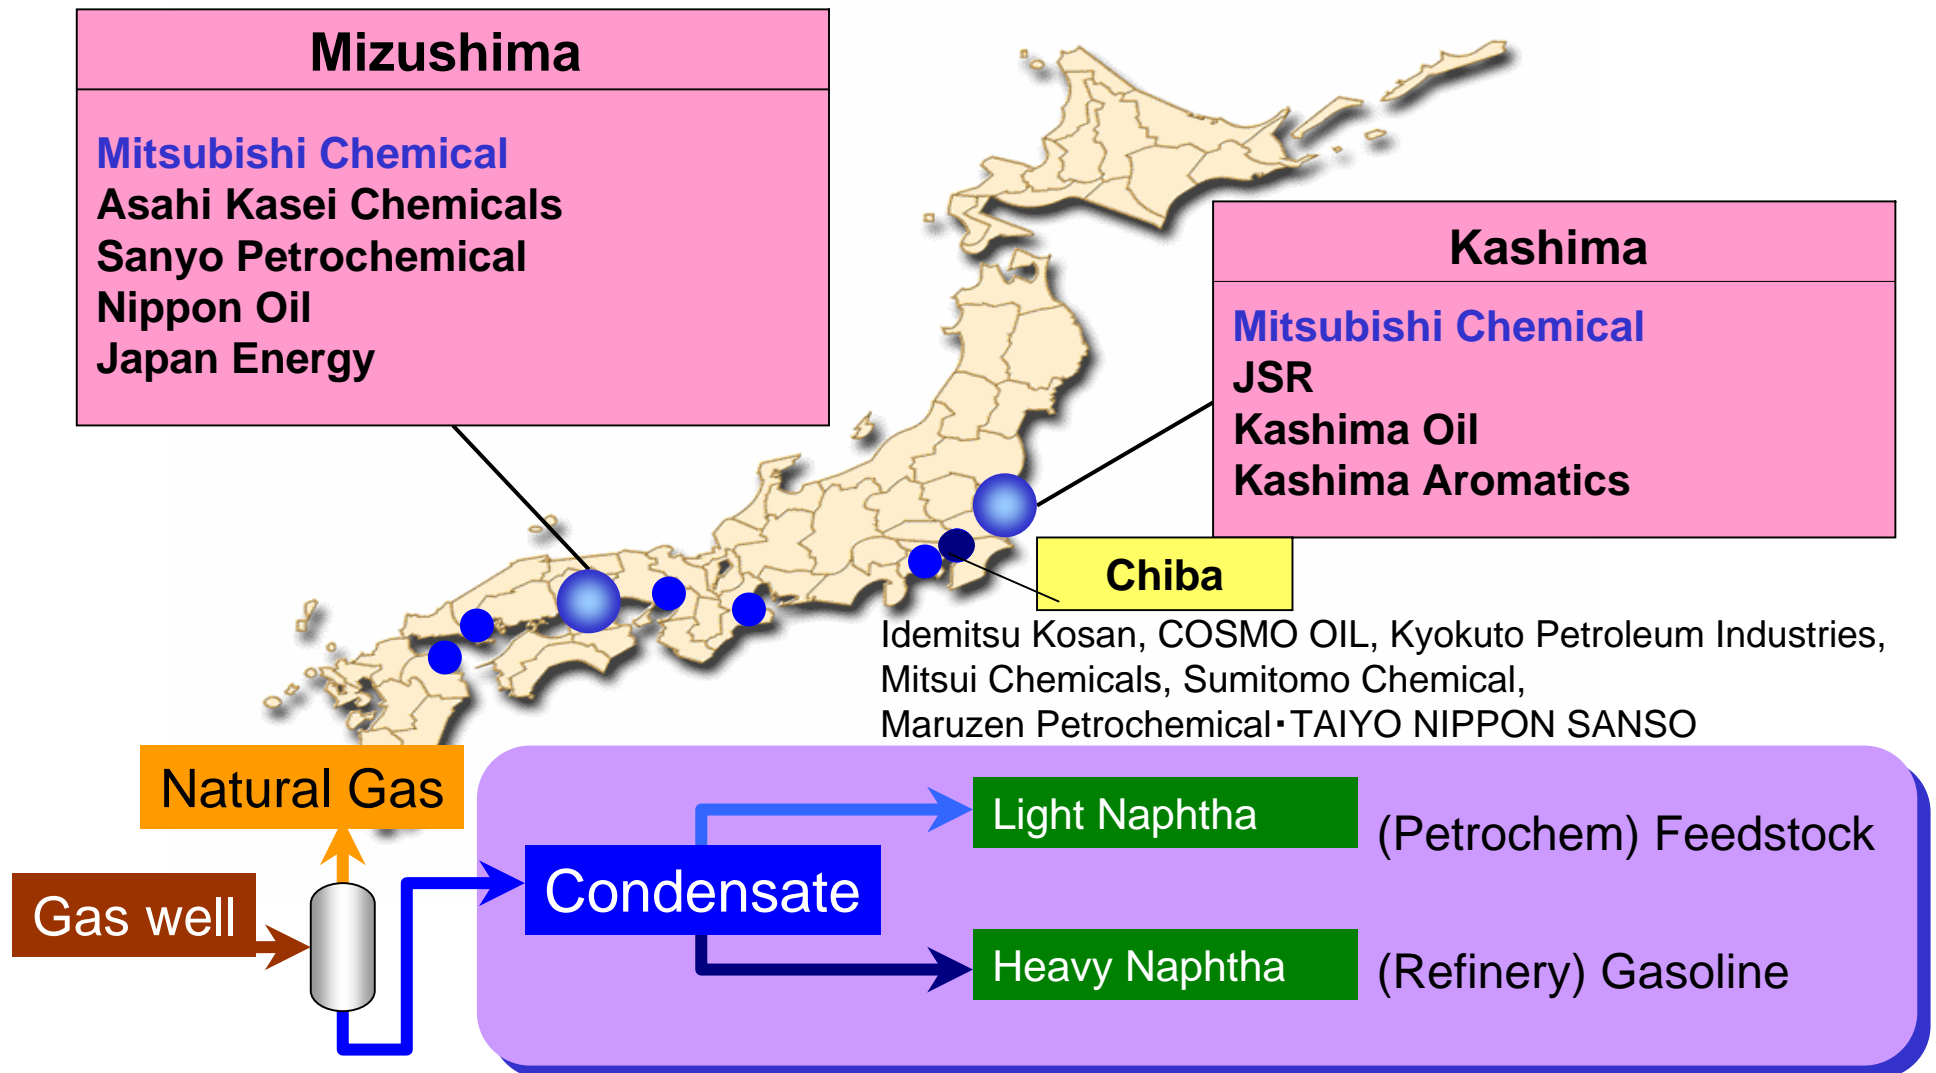 Mizushima
Mitsubishi Chemical
Asahi Kasei Chemicals
Sanyo Petrochemical
Nippon Oil
Japan Energy
Kashima
Mitsubishi Chemical
JSR
Kashima Oil
Kashima Aromatics
Chiba
Idemitsu Kosan, COSMO OIL, Kyokuto Petroleum Industries,
Mitsui Chemicals, Sumitomo Chemical,
Maruzen Petrochemical・TAIYO NIPPON SANSO
Natural Gas
Gas well
Condensate
Light Naphtha
(Petrochem) Feedstock
Heavy Naphtha
(Refinery) Gasoline